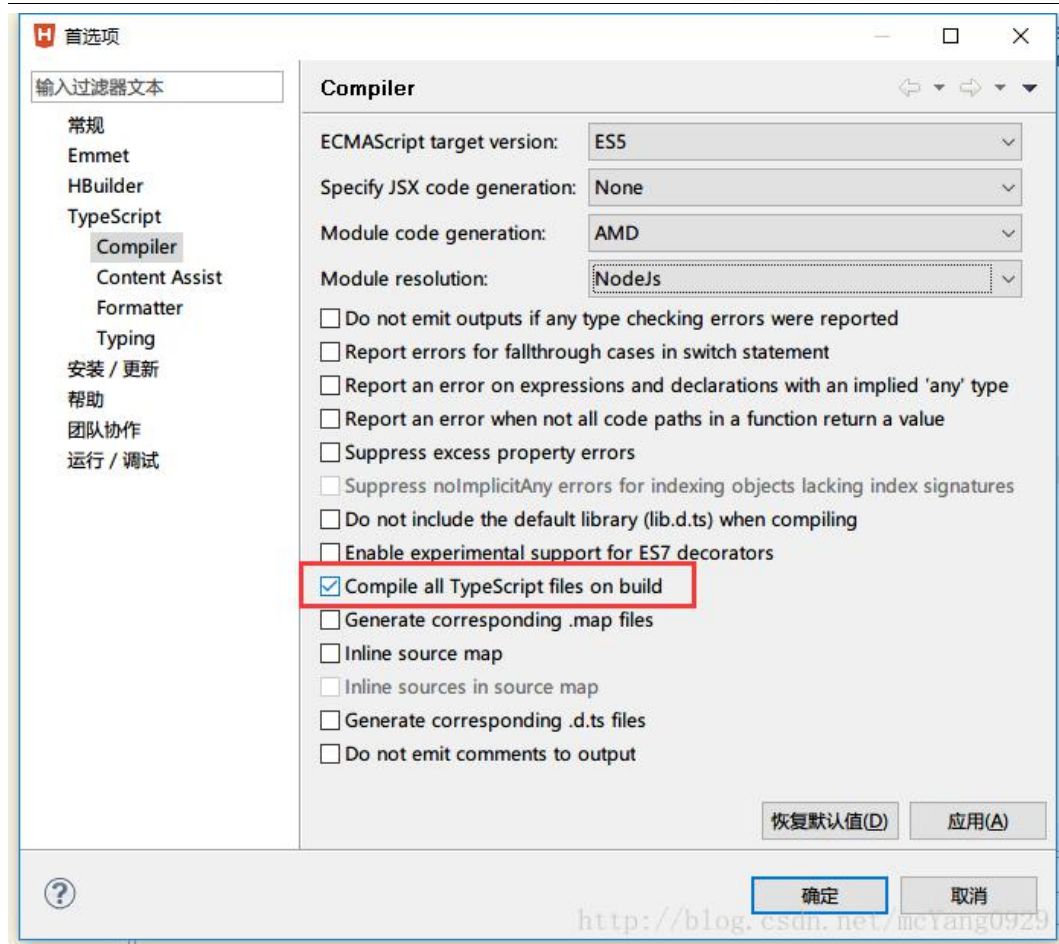 首选项
输入过滤器文本
常规
Emmet
HBuilder
TypeScript
Compiler
Content Assist
Formatter
Typing
安装 / 更新
帮助
团队协作
运行 / 调试
Compiler
ECMAScript target version: ES5
Specify JSX code generation: None
Module code generation: AMD
Module resolution: NodeJs
Do not emit outputs if any type checking errors were reported
Report errors for fallthrough cases in switch statement
Report an error on expressions and declarations with an implied 'any' type
Report an error when not all code paths in a function return a value
Suppress excess property errors
Suppress noImplicitAny errors for indexing objects lacking index signatures
Do not include the default library (lib.d.ts) when compiling
Enable experimental support for ES7 decorators
Compile all TypeScript files on build
Generate corresponding .map files
Inline source map
Inline sources in source map
Generate corresponding .d.ts files
Do not emit comments to output
恢复默认值(D) 应用(A)
确定 取消
http://blog.csdn.net/mcYang0929